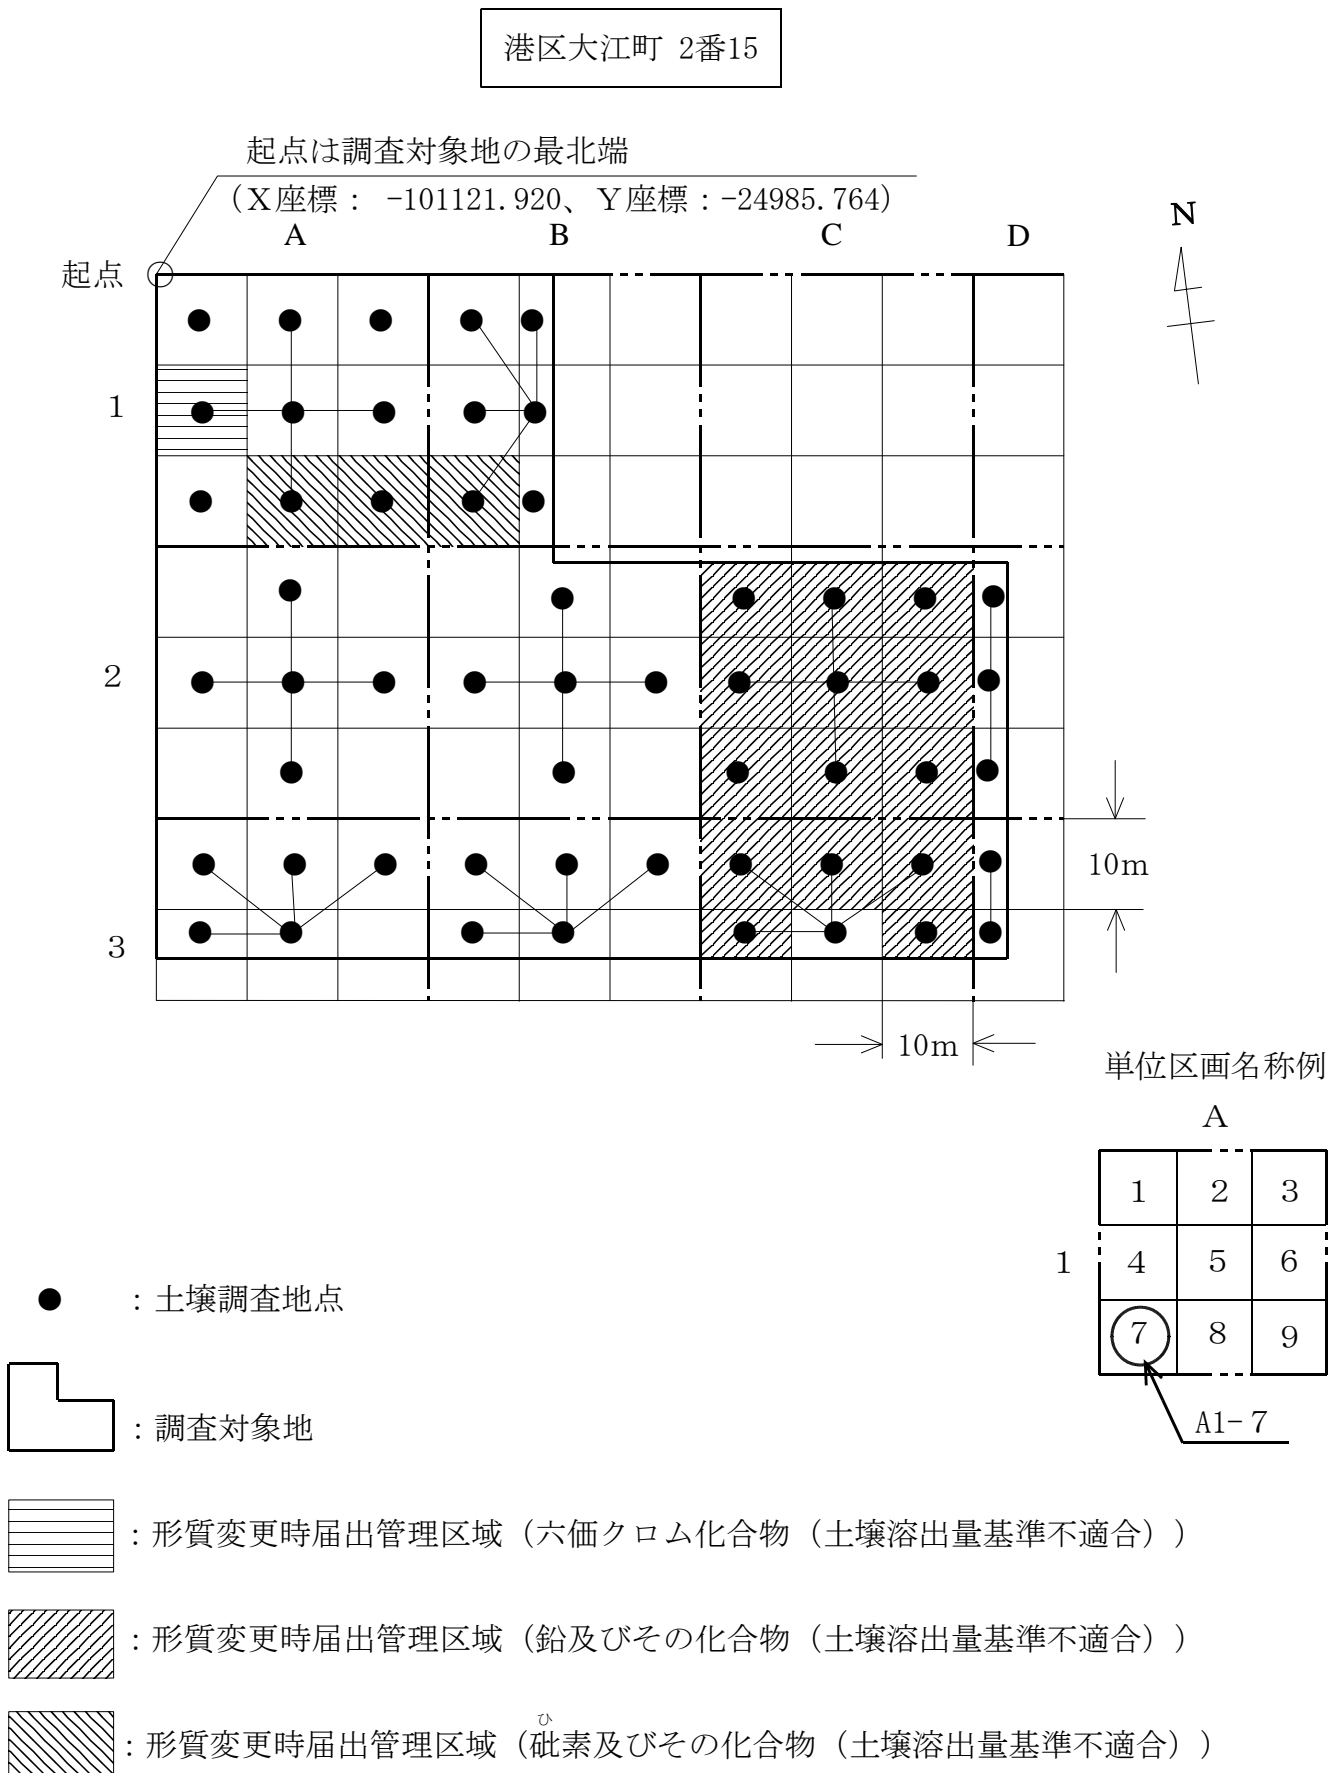 港区大江町 2番15
起点は調査対象地の最北端
（Ｘ座標： -101121.920、Ｙ座標：-24985.764）
A B C D
N
起点
1
2
10m
3
10m
単位区画名称例
A
1 2 3
1 4 5 6
7 8 9
A1-7
：土壌調査地点
：調査対象地
：形質変更時届出管理区域（六価クロム化合物（土壌溶出量基準不適合））
：形質変更時届出管理区域（鉛及びその化合物（土壌溶出量基準不適合））
ひ
：形質変更時届出管理区域（砒素及びその化合物（土壌溶出量基準不適合））